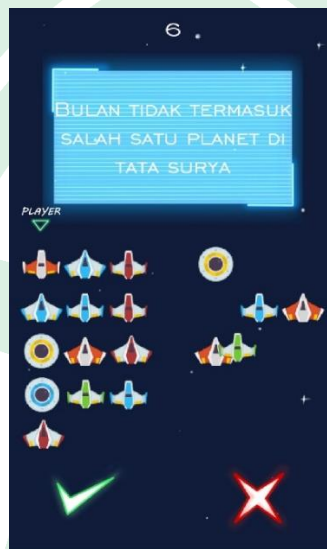 6
BULAN TIDAK TERMASUK
SALAH SATU PLANET DI
TATA SURYA
PLAYER